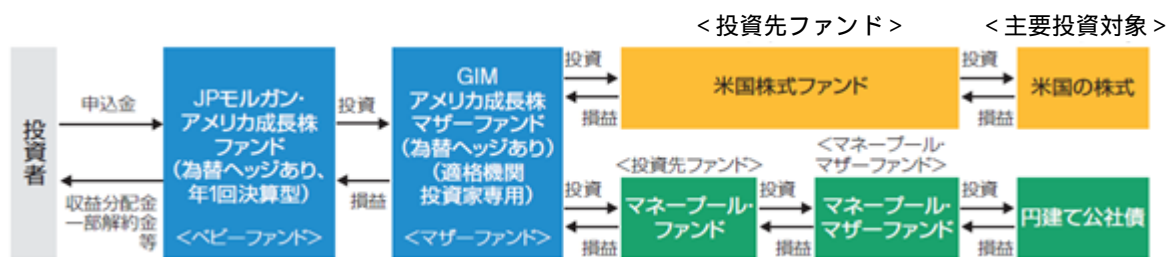 <投資先ファンド>
<主要投資対象>
投資者
申込金
収益分配金
一部解約金
等
JPモルガン・
アメリカ成長株
ファンド
(為替ヘッジあり、
年1回決算型)
<ベビーファンド>
投資
損益
GIM
アメリカ成長株
マザーファンド
(為替ヘッジあり)
(適格機関
投資家専用)
<マザーファンド>
投資
損益
米国株式ファンド
投資
損益
米国の株式
投資
損益
<投資先ファンド>
マネープール・
ファンド
投資
損益
<マネープール・
マザーファンド>
マネープール・
マザーファンド
投資
損益
円建て公社債